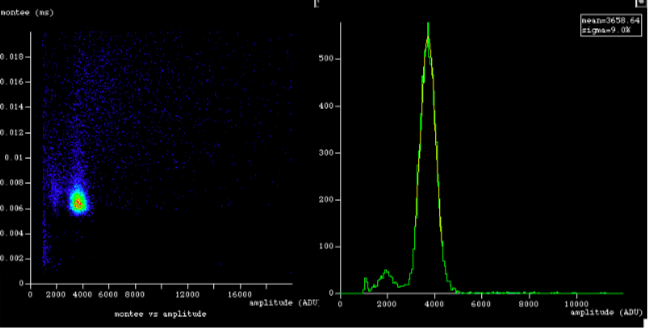 montee (ms)
0.018
0.016
0.014
0.012
0.01
0.008
0.006
0.004
0.002
0
0 2000 4000 6000 8000 12000 16000
amplitude (ADU)
montee vs amplitude
mean=3658.64
sigma=9.0%
500
400
300
200
100
0
0 2000 4000 6000 8000 10000
amplitude (ADU)